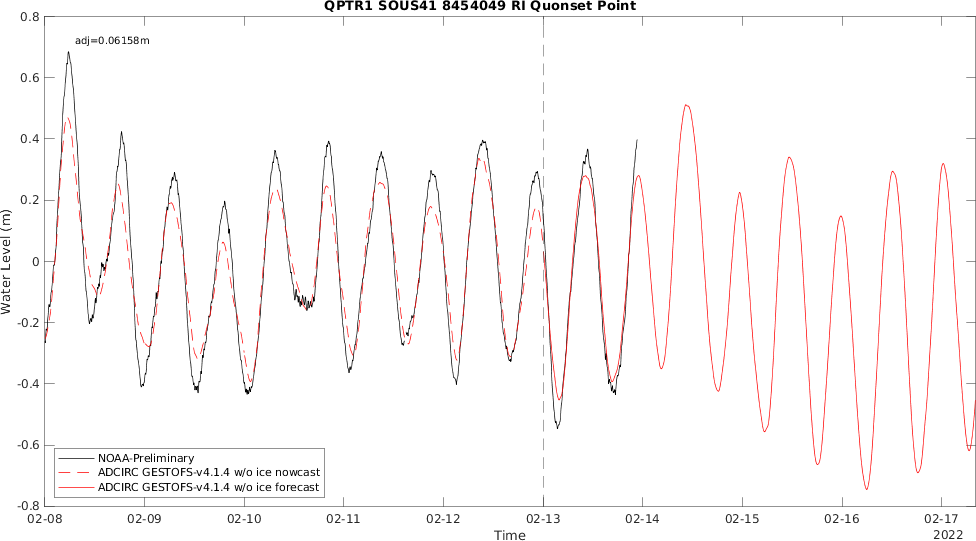 QPTR1 SOUS41 8454049 RI Quonset Point
adj=0.06158m
0.8
0.6
0.4
0.2
0
-0.2
-0.4
-0.6
-0.8
Water Level (m)
NOAA-Preliminary
ADCIRC GESTOFS-v4.1.4 w/o ice nowcast
ADCIRC GESTOFS-v4.1.4 w/o ice forecast
02-08 02-09 02-10 02-11 02-12 02-13 02-14 02-15 02-16 02-17
Time
2022